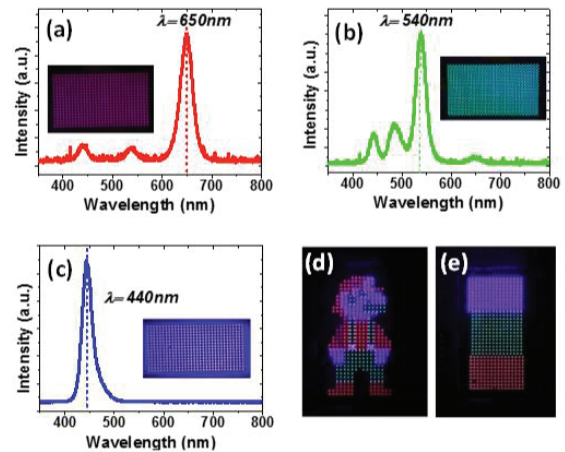 (a)
λ=650nm
Intensity (a.u.)
400 500 600 700 800
Wavelength (nm)
(b)
λ=540nm
Intensity (a.u.)
400 500 600 700 800
Wavelength (nm)
(c)
λ=440nm
Intensity (a.u.)
400 500 600 700 800
Wavelength (nm)
(d)
(e)